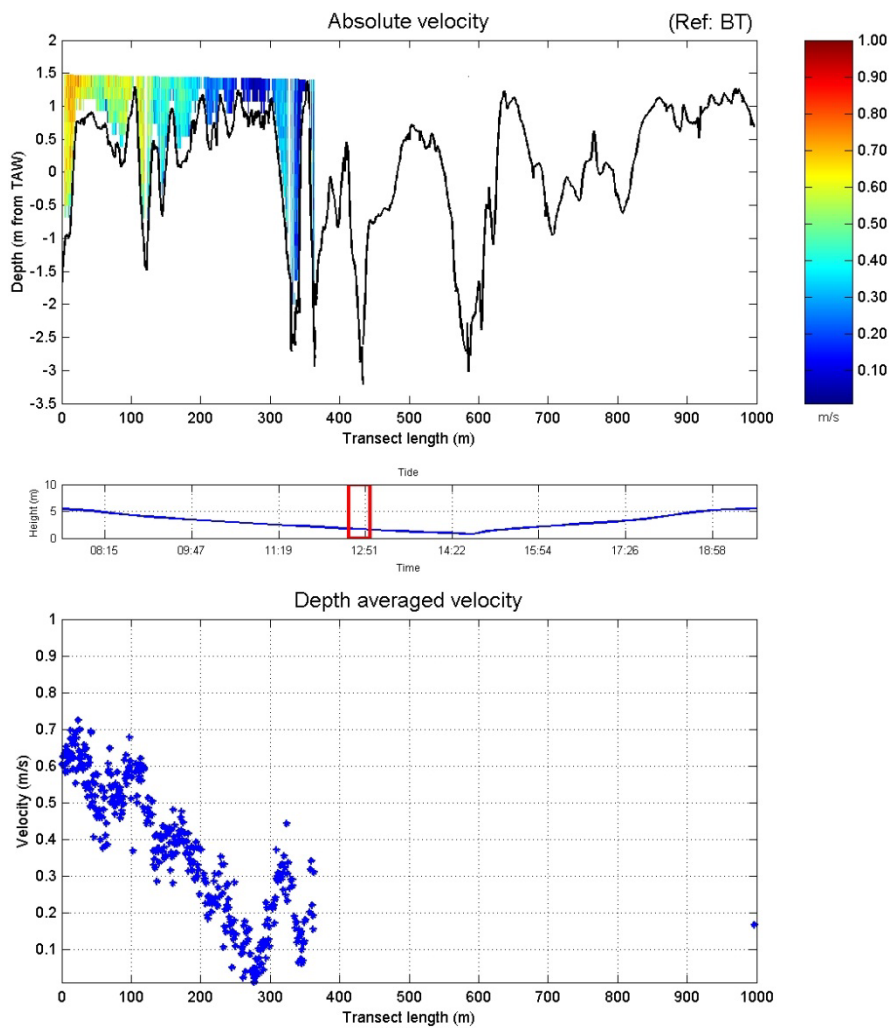 Absolute velocity (Ref: BT)
2
1.5
1
0.5
0
-0.5
-1
-1.5
-2
-2.5
-3
-3.5
Depth (m from TAW)
0 100 200 300 400 500 600 700 800 900 1000
Transect length (m)
1.00
0.90
0.80
0.70
0.60
0.50
0.40
0.30
0.20
0.10
m/s
Tide
10
5
0
Height (m)
08:15 09:47 11:19 12:51 14:22 15:54 17:26 18:58
Time
Depth averaged velocity
1
0.9
0.8
0.7
0.6
0.5
0.4
0.3
0.2
0.1
Velocity (m/s)
0 100 200 300 400 500 600 700 800 900 1000
Transect length (m)